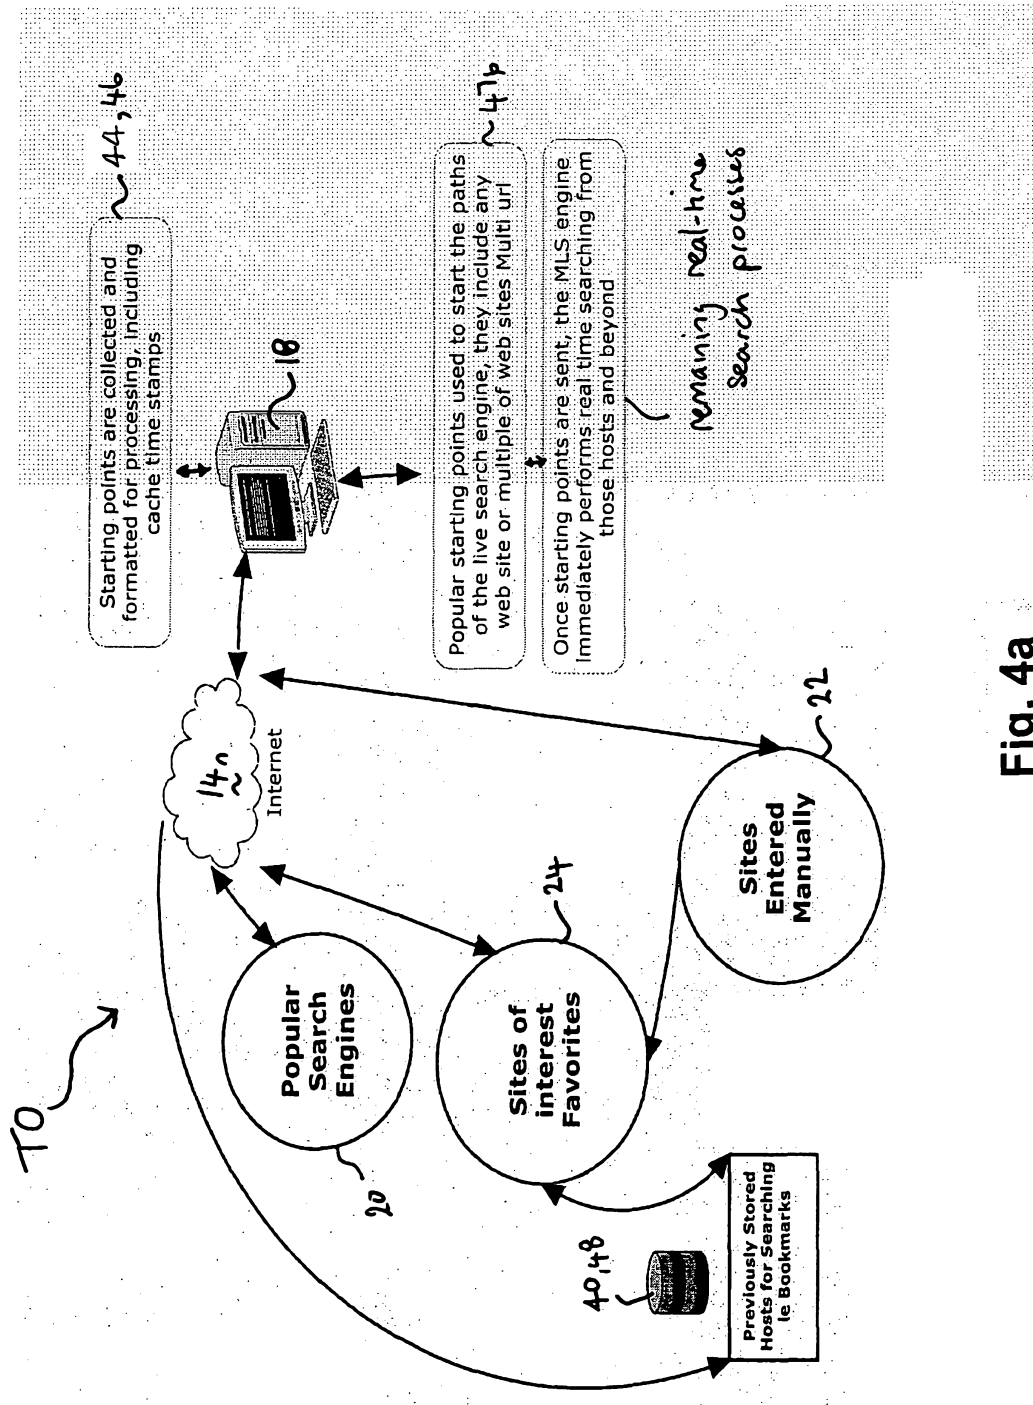 TO
40,48
Previously Stored
Hosts for Searching
ie Bookmarks
20
Popular
Search
Engines
Sites of
interest
Favorites
24
Sites
Entered
Manually
22
14n
Internet
18
Starting points are collected and
formatted for processing, including
cache time stamps
44,46
Popular starting points used to start the paths
of the live search engine, they include any
web site or multiple of web sites Multi url
47b
Once starting points are sent, the MLS engine
immediately performs real time searching from
those hosts and beyond
remaining real-time
search processes
Fig. 4a